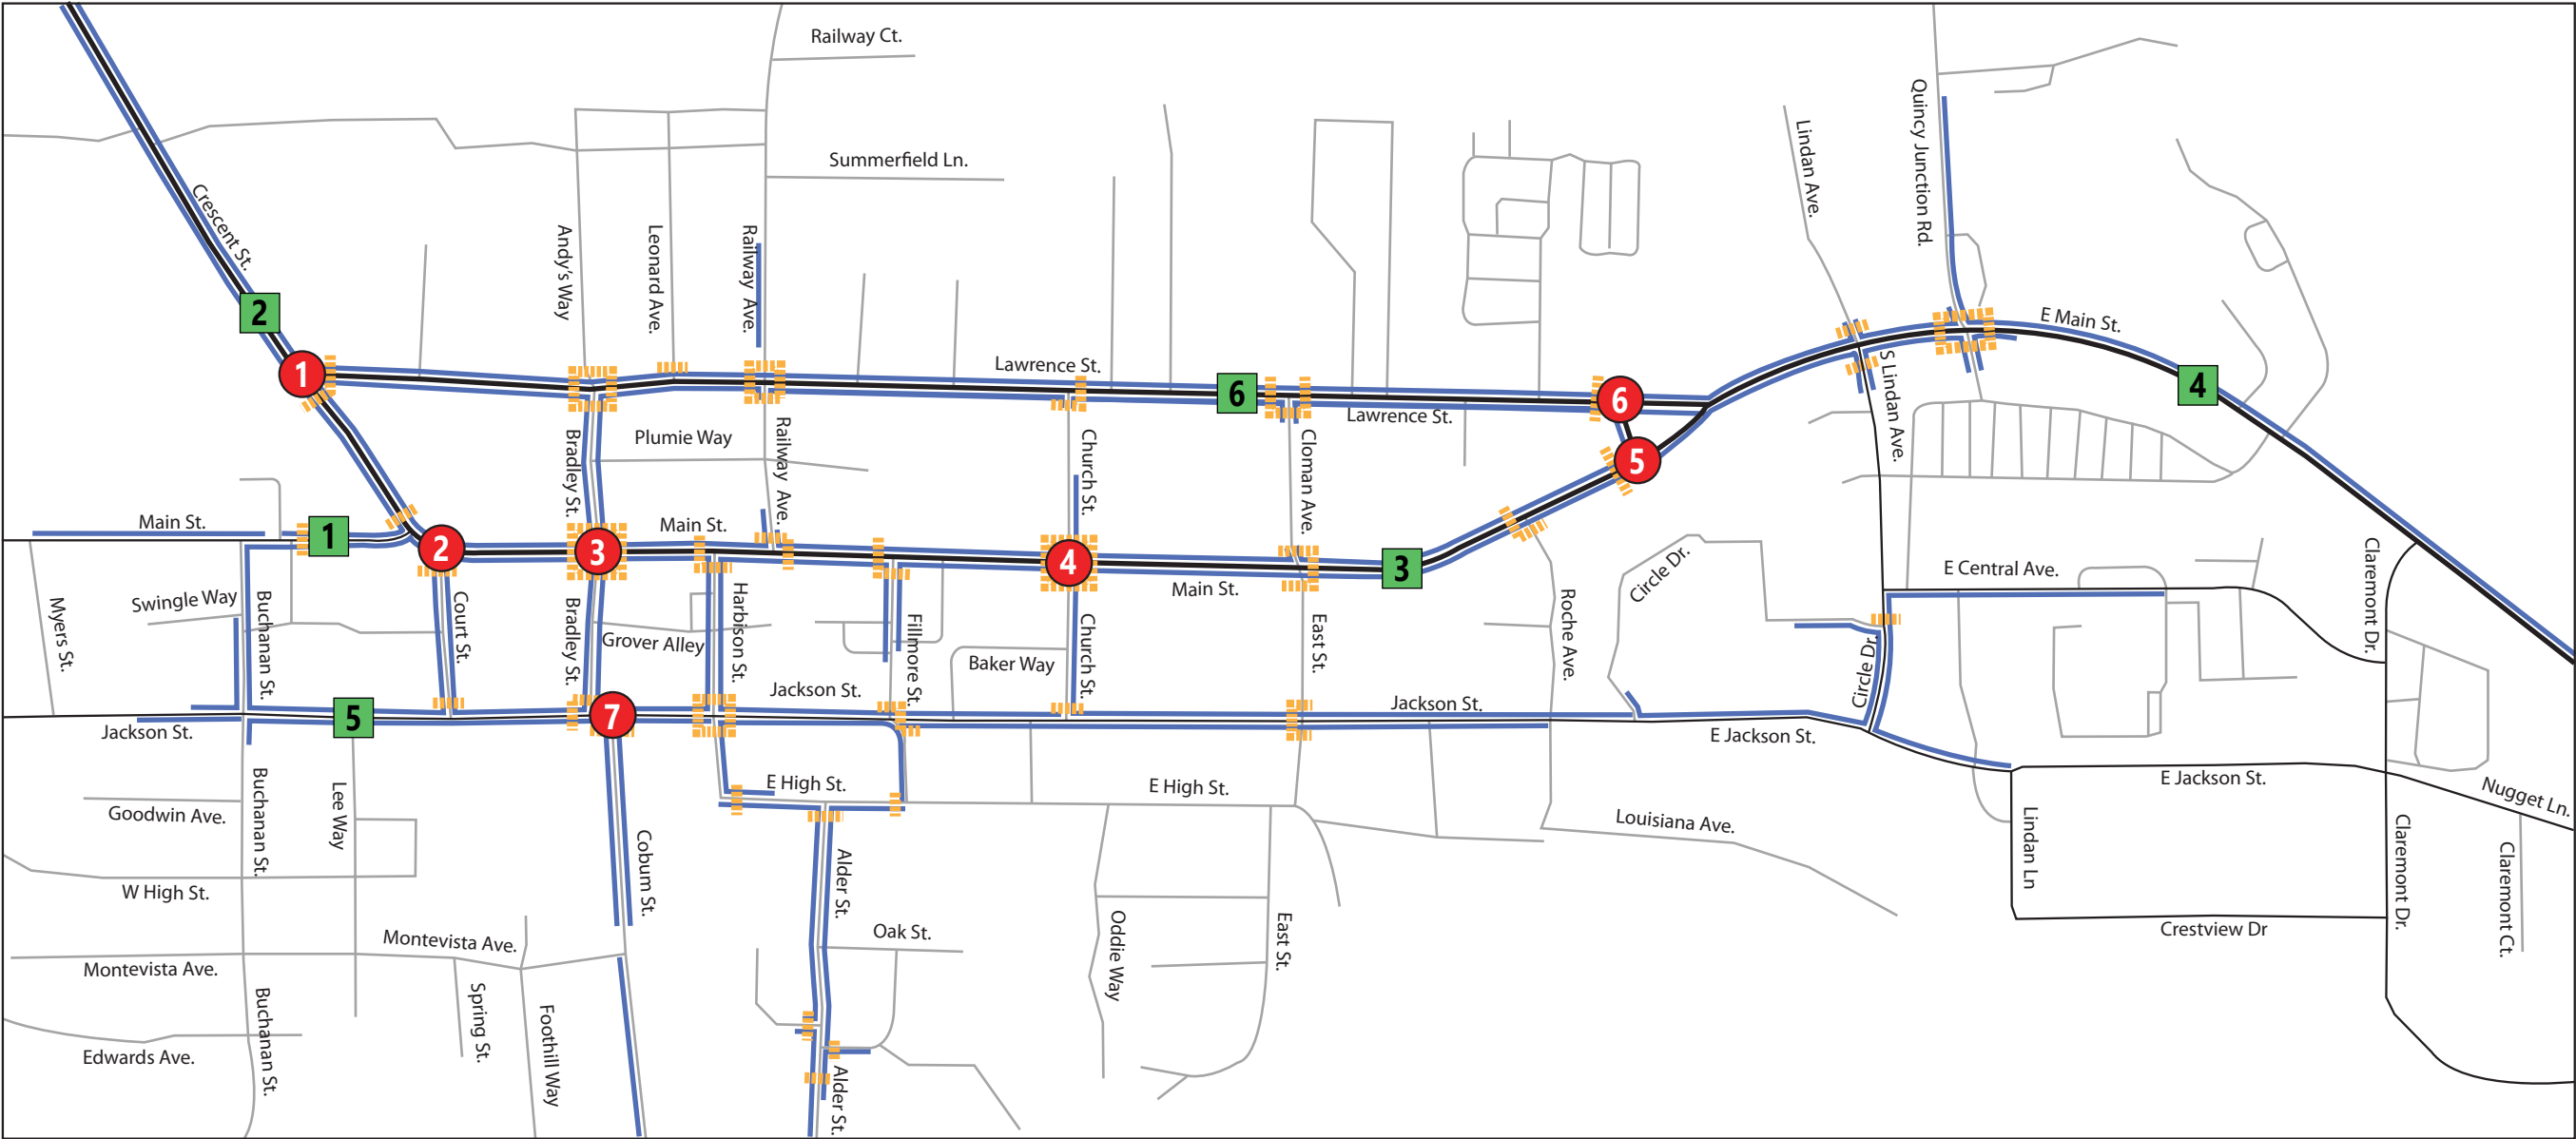 Railway Ct.
Summerfield Ln.
Crescent St.
Andy's Way
Leonard Ave.
Railway Ave.
Lindan Ave.
Quincy Junction Rd.
2
1
Lawrence St.
6
Lawrence St.
6
5
E Main St.
4
S Lindan Ave.
Bradley St.
Plumie Way
Railway Ave.
Church St.
Cloman Ave.
Main St.
1
2
3
Main St.
4
Main St.
3
Myers St.
Swingle Way
Buchanan St.
Court St.
Bradley St.
Grover Alley
Harbison St.
Fillmore St.
Baker Way
Church St.
East St.
Roche Ave.
Circle Dr.
Circle Dr.
E Central Ave.
Claremont Dr.
Jackson St.
5
7
Jackson St.
Jackson St.
E Jackson St.
E Jackson St.
Nugget Ln.
Goodwin Ave.
Buchanan St.
Lee Way
Coburn St.
E High St.
E High St.
Alder St.
Louisiana Ave.
Lindan Ln
Claremont Dr.
Claremont Ct.
W High St.
Montevista Ave.
Montevista Ave.
Oak St.
Oddie Way
East St.
Crestview Dr
Edwards Ave.
Buchanan St.
Spring St.
Foothill Way
Alder St.